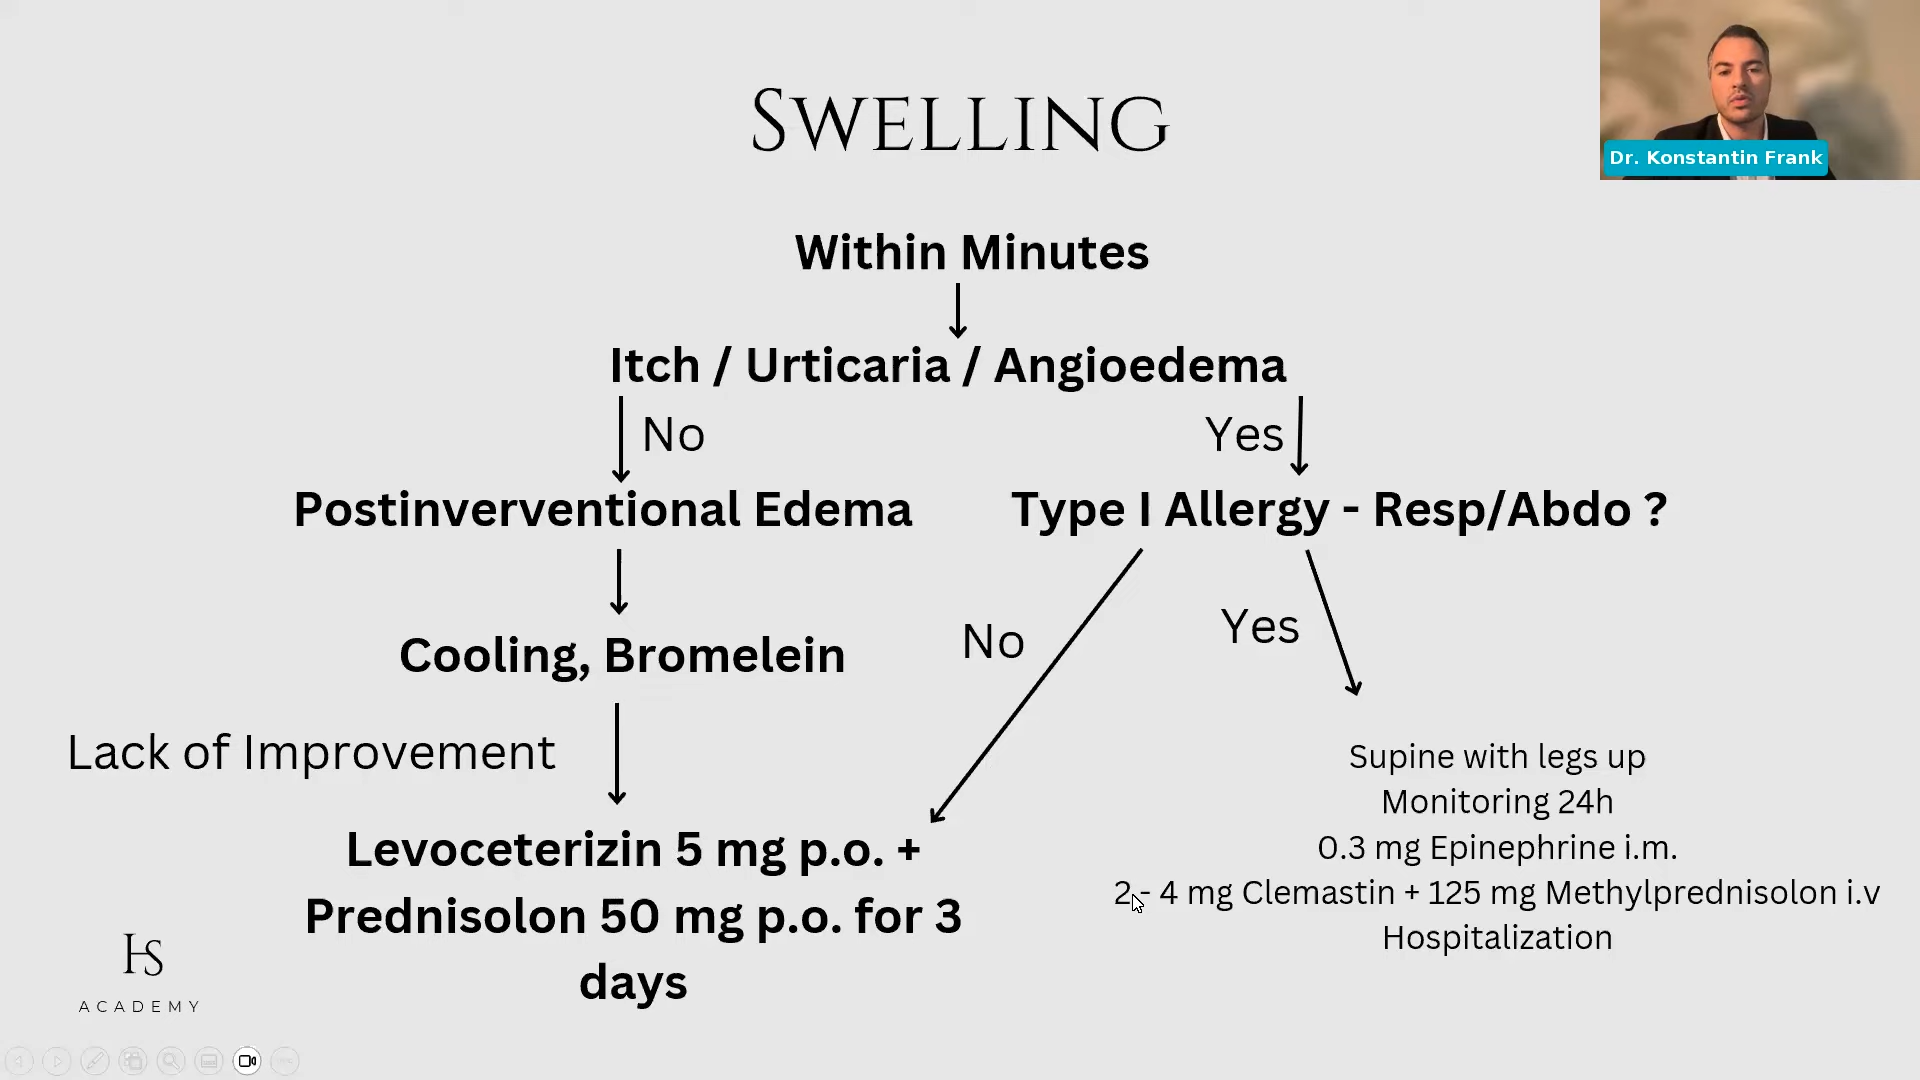 SWELLING
Dr. Konstantin Frank
Within Minutes
Itch / Urticaria / Angioedema
No
Yes
Postinverventional Edema
Type I Allergy - Resp/Abdo ?
Cooling, Bromelein
No
Yes
Lack of Improvement
Levoceterizin 5 mg p.o. +
Prednisolon 50 mg p.o. for 3
days
Supine with legs up
Monitoring 24h
0.3 mg Epinephrine i.m.
2 - 4 mg Clemastin + 125 mg Methylprednisolon i.v
Hospitalization
HS
ACADEMY